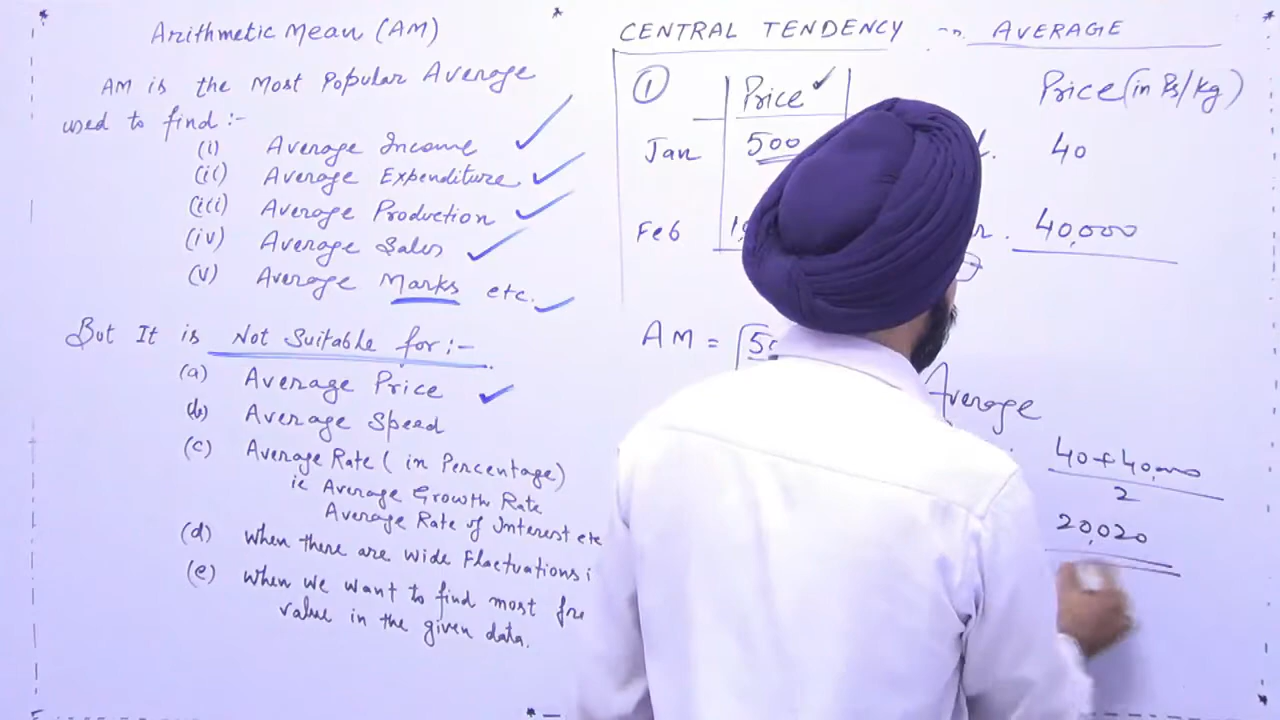 Arithmetic Mean (AM)
AM is the Most Popular Average
used to find :-
(i) Average Income
(ii) Average Expenditure
(iii) Average Production
(iv) Average Sales
(v) Average Marks etc.
But It is Not Suitable for :-
(a) Average Price
(b) Average Speed
(c) Average Rate ( in Percentage)
ie Average Growth Rate
Average Rate of Interest etc
(d) when there are wide Fluctuations i
(e) when we want to find most fre
value in the given data.
CENTRAL TENDENCY AVERAGE
①
Price Price (in Rs/kg)
Jan 500 40
Feb 40,000
AM =
Average
40+40,000
2
20,020